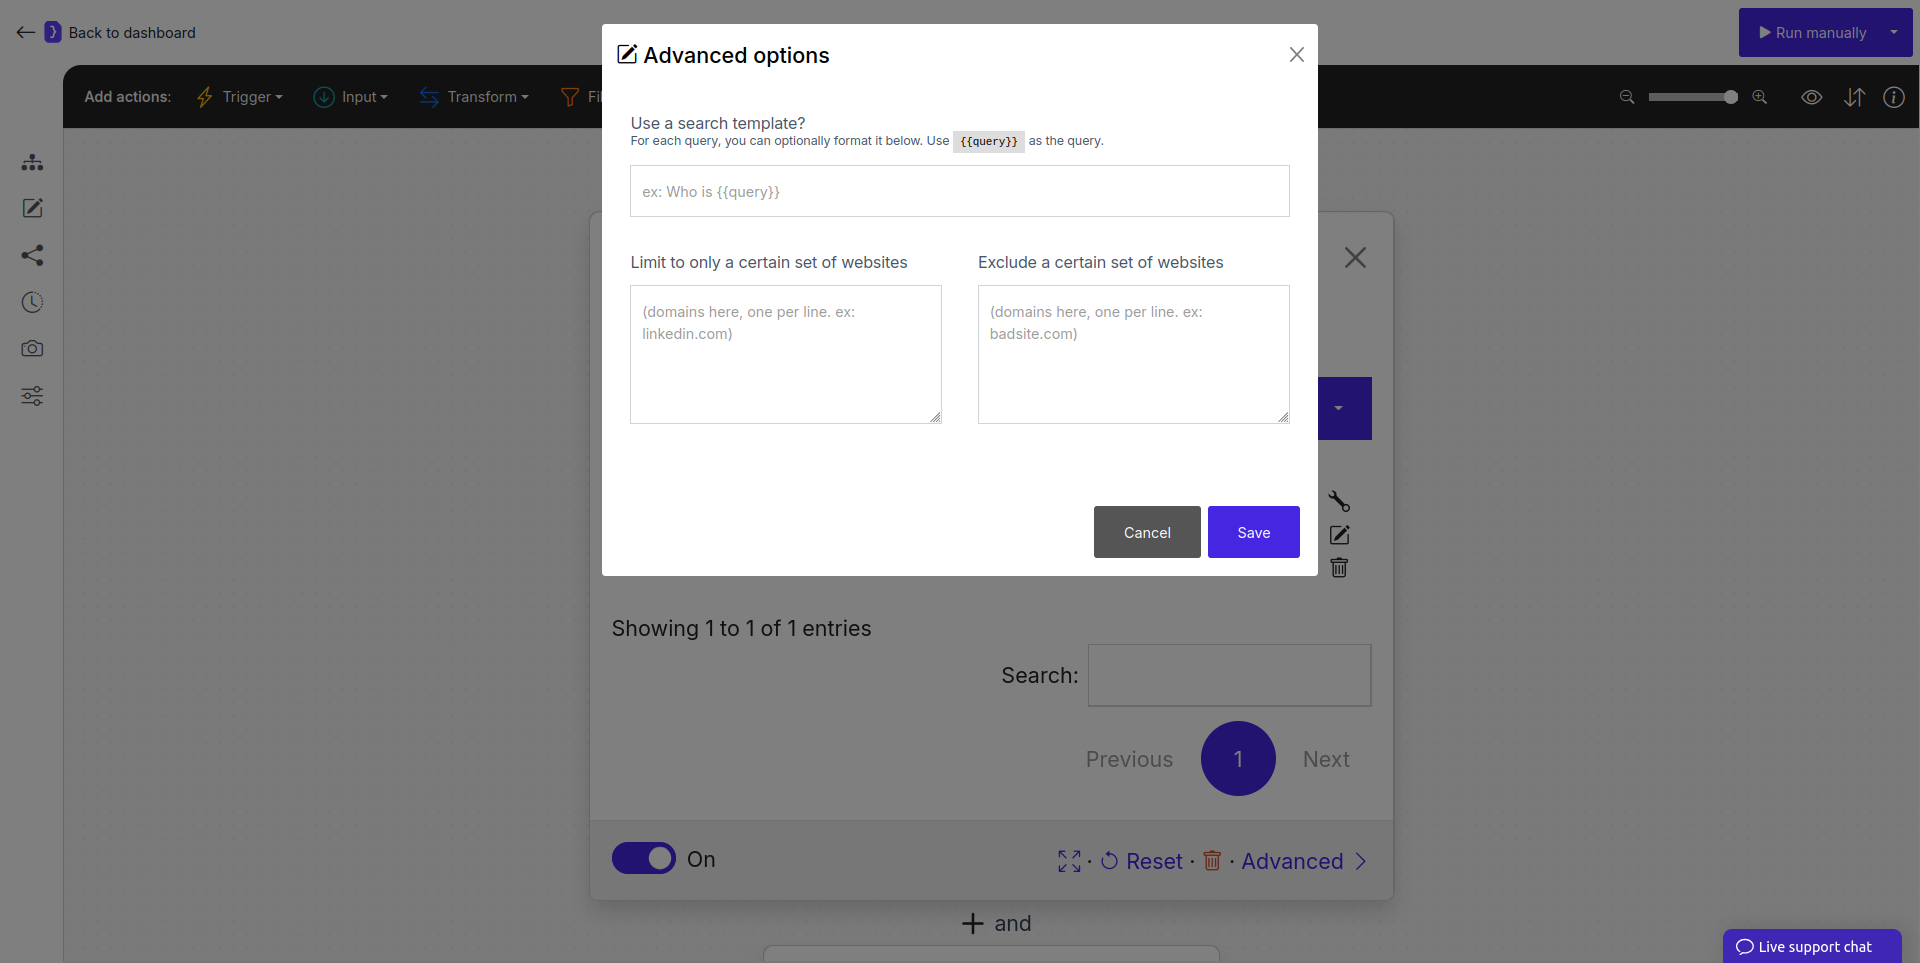 Back to dashboard
Run manually
Add actions:
Trigger
Input
Transform
Fil
Advanced options
Use a search template?
For each query, you can optionally format it below. Use {{query}} as the query.
ex: Who is {{query}}
Limit to only a certain set of websites
Exclude a certain set of websites
(domains here, one per line. ex:
linkedin.com)
(domains here, one per line. ex:
badsite.com)
Cancel
Save
Showing 1 to 1 of 1 entries
Search:
Previous
1
Next
On
· Reset · · Advanced
and
Live support chat